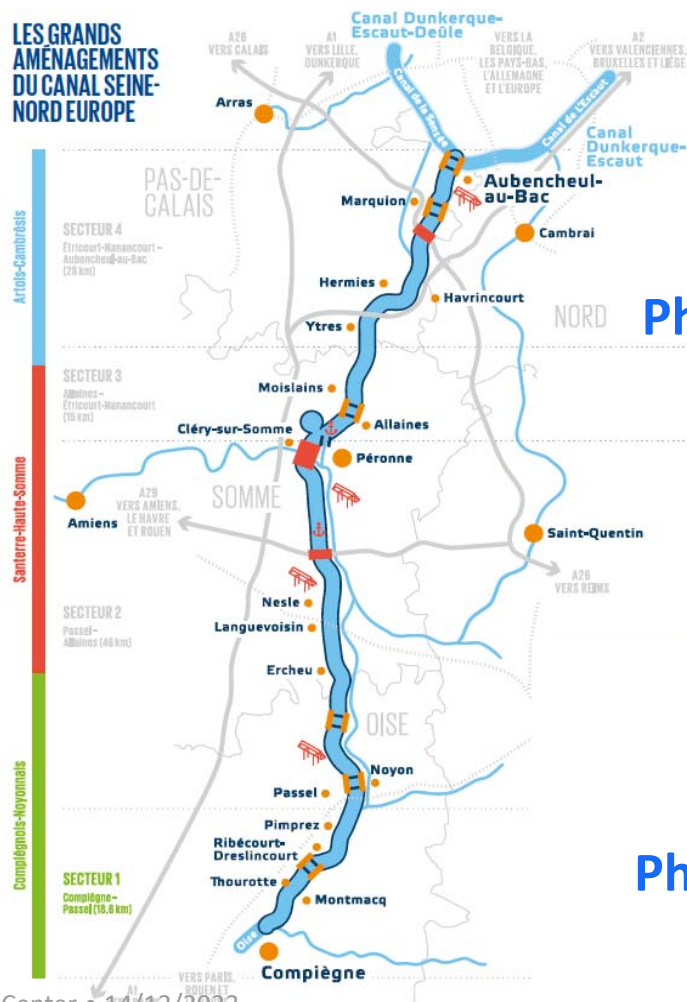 LES GRANDS
AMÉNAGEMENTS
DU CANAL SEINE-
NORD EUROPE
Canal Dunkerque-
Escaut-Deûle
A26
VERS CALAIS
A1
VERS LILLE,
DUNKERQUE
VERS LA
BELGIQUE,
LES PAYS-BAS,
L'ALLEMAGNE
ET L'EUROPE
A2
VERS VALENCIENNES,
BRUXELLES ET LIÈGE
Arras
Canal de la Sensée
Canal de L'Escaut
Canal
Dunkerque-
Escaut
Aubencheul-
au-Bac
PAS-DE-
CALAIS
Marquion
Cambrai
Artois-Cambrésis
SECTEUR 4
Étricourt-Manancourt –
Aubencheul-au-Bac
(28 km)
Hermies
Havrincourt
NORD
Ph
Ytres
SECTEUR 3
Allaines –
Étricourt-Manancourt
(15 km)
Moislains
Allaines
Cléry-sur-Somme
Péronne
Santerre-Haute-Somme
SOMME
Amiens
A29
VERS AMIENS,
LE HAVRE
ET ROUEN
Saint-Quentin
A26
VERS REIMS
Nesle
Languevoisin
SECTEUR 2
Passel –
Allaines (46 km)
Ercheu
OISE
Noyon
Passel
Compiégnois-Noyonnais
Pimprez
Ribécourt-
Dreslincourt
Thourotte
Montmacq
SECTEUR 1
Compiègne –
Passel (18,6 km)
Ph
Oise
Compiègne
A1
VERS PARIS,
ROUEN ET
Center • 14/12/2023